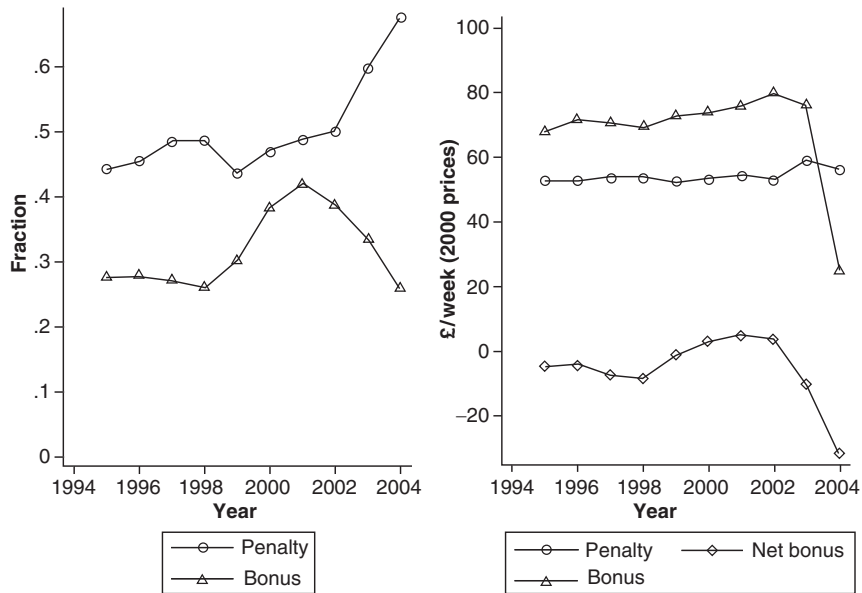 .6
.5
.4
.3
.2
.1
0
Fraction
1994 1996 1998 2000 2002 2004
Year
Penalty
Bonus
100
80
60
40
20
0
−20
£/week (2000 prices)
1994 1996 1998 2000 2002 2004
Year
Penalty Net bonus
Bonus